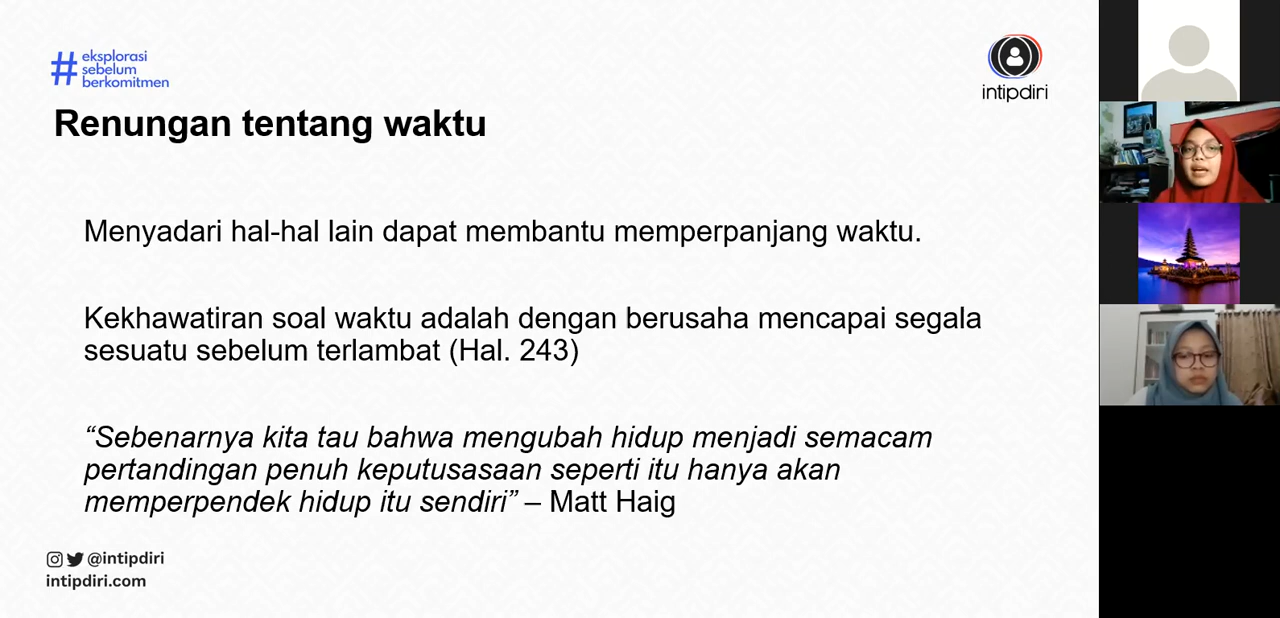 #eksplorasi
sebelum
berkomitmen
intipdiri
Renungan tentang waktu
Menyadari hal-hal lain dapat membantu memperpanjang waktu.
Kekhawatiran soal waktu adalah dengan berusaha mencapai segala
sesuatu sebelum terlambat (Hal. 243)
“Sebenarnya kita tau bahwa mengubah hidup menjadi semacam
pertandingan penuh keputusasaan seperti itu hanya akan
memperpendek hidup itu sendiri” – Matt Haig
@intipdiri
intipdiri.com